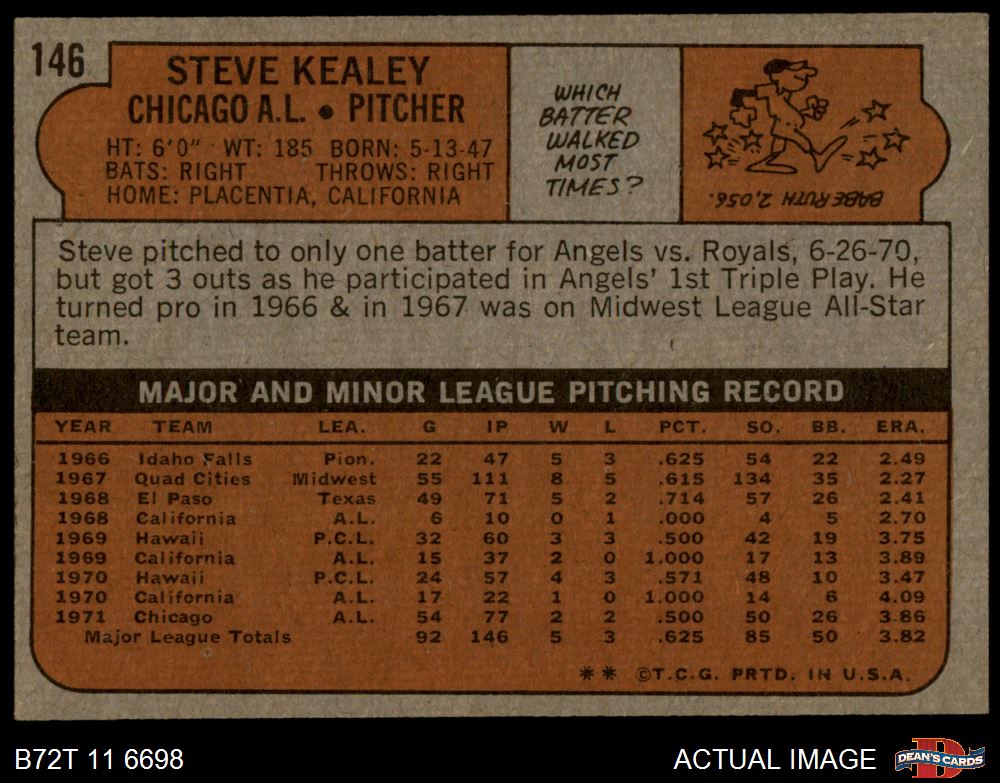 146
STEVE KEALEY
CHICAGO A.L. • PITCHER
HT: 6'0" WT: 185 BORN: 5-13-47
BATS: RIGHT THROWS: RIGHT
HOME: PLACENTIA, CALIFORNIA
WHICH
BATTER
WALKED
MOST
TIMES?
BABE RUTH 2,056.
Steve pitched to only one batter for Angels vs. Royals, 6-26-70,
but got 3 outs as he participated in Angels' 1st Triple Play. He
turned pro in 1966 & in 1967 was on Midwest League All-Star
team.
MAJOR AND MINOR LEAGUE PITCHING RECORD
YEAR TEAM LEA. G IP W L PCT. SO. BB. ERA.
1966 Idaho Falls Pion. 22 47 5 3 .625 54 22 2.49
1967 Quad Cities Midwest 55 111 8 5 .615 134 35 2.27
1968 El Paso Texas 49 71 5 2 .714 57 26 2.41
1968 California A.L. 6 10 0 1 .000 4 5 2.70
1969 Hawaii P.C.L. 32 60 3 3 .500 42 19 3.75
1969 California A.L. 15 37 2 0 1.000 17 13 3.89
1970 Hawaii P.C.L. 24 57 4 3 .571 48 10 3.47
1970 California A.L. 17 22 1 0 1.000 14 6 4.09
1971 Chicago A.L. 54 77 2 2 .500 50 26 3.86
Major League Totals 92 146 5 3 .625 85 50 3.82
** ©T.C.G. PRTD. IN U.S.A.
B72T 11 6698
ACTUAL IMAGE
D
DEAN'S CARDS